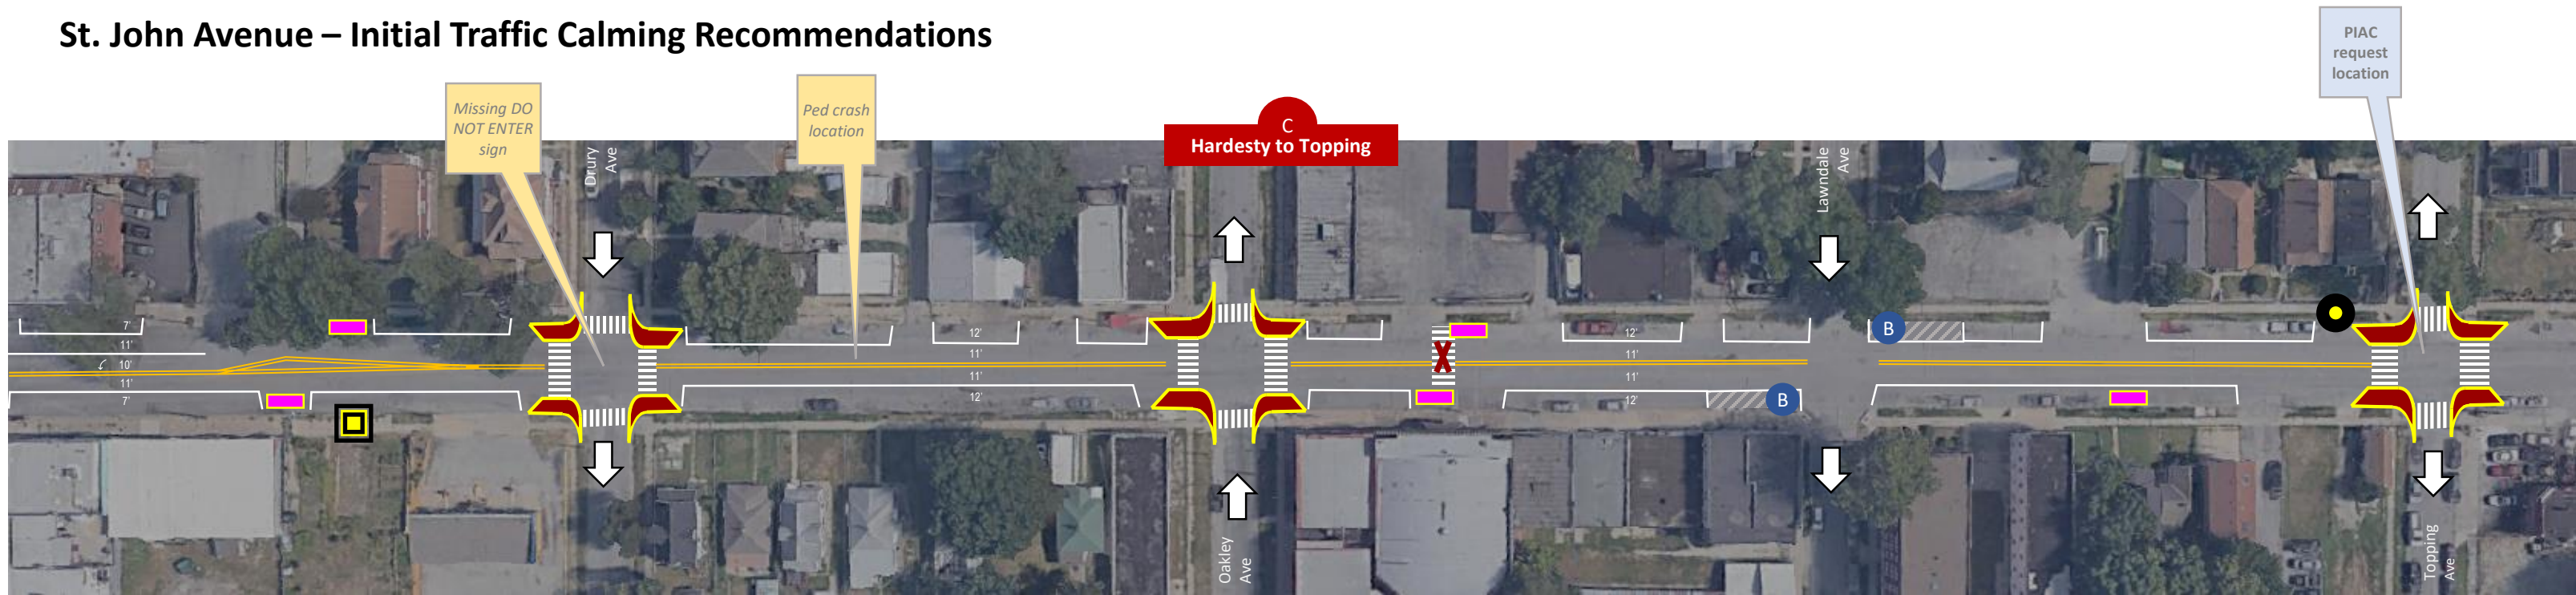 St. John Avenue – Initial Traffic Calming Recommendations
PIAC
request
location
Missing DO
NOT ENTER
sign
Ped crash
location
C
Hardesty to Topping
Drury
Ave
Lawndale
Ave
7'
11'
10'
11'
7'
12'
11'
11'
12'
X
12'
11'
11'
12'
B
B
Oakley
Ave
Topping
Ave